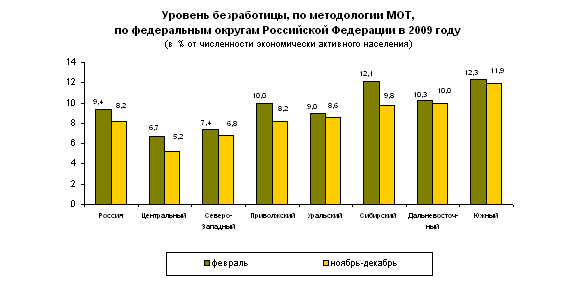 Уровень безработицы, по методологии МОТ,
по федеральным округам Российской Федерации в 2009 году
(в % от численности экономически активного населения)
14
12
10
8
6
4
2
0
9,4 8,2
6,7 5,2
7,4 6,8
10,0 8,2
9,0 8,6
12,1 9,8
10,3 10,0
12,3 11,9
Россия
Центральный
Северо-
Западный
Приволжский
Уральский
Сибирский
Дальневосточ-
ный
Южный
февраль
ноябрь-декабрь